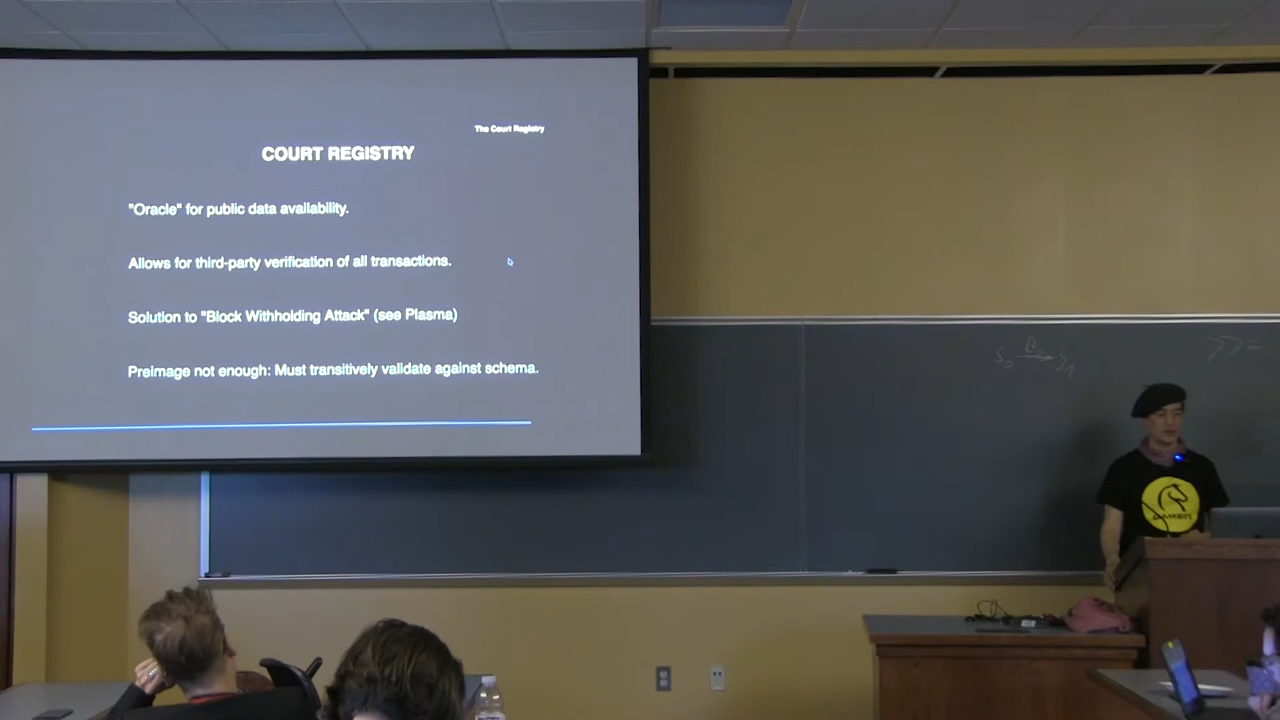 The Court Registry
COURT REGISTRY
"Oracle" for public data availability.
Allows for third-party verification of all transactions.
Solution to "Block Withholding Attack" (see Plasma)
Preimage not enough: Must transitively validate against schema.
>>=